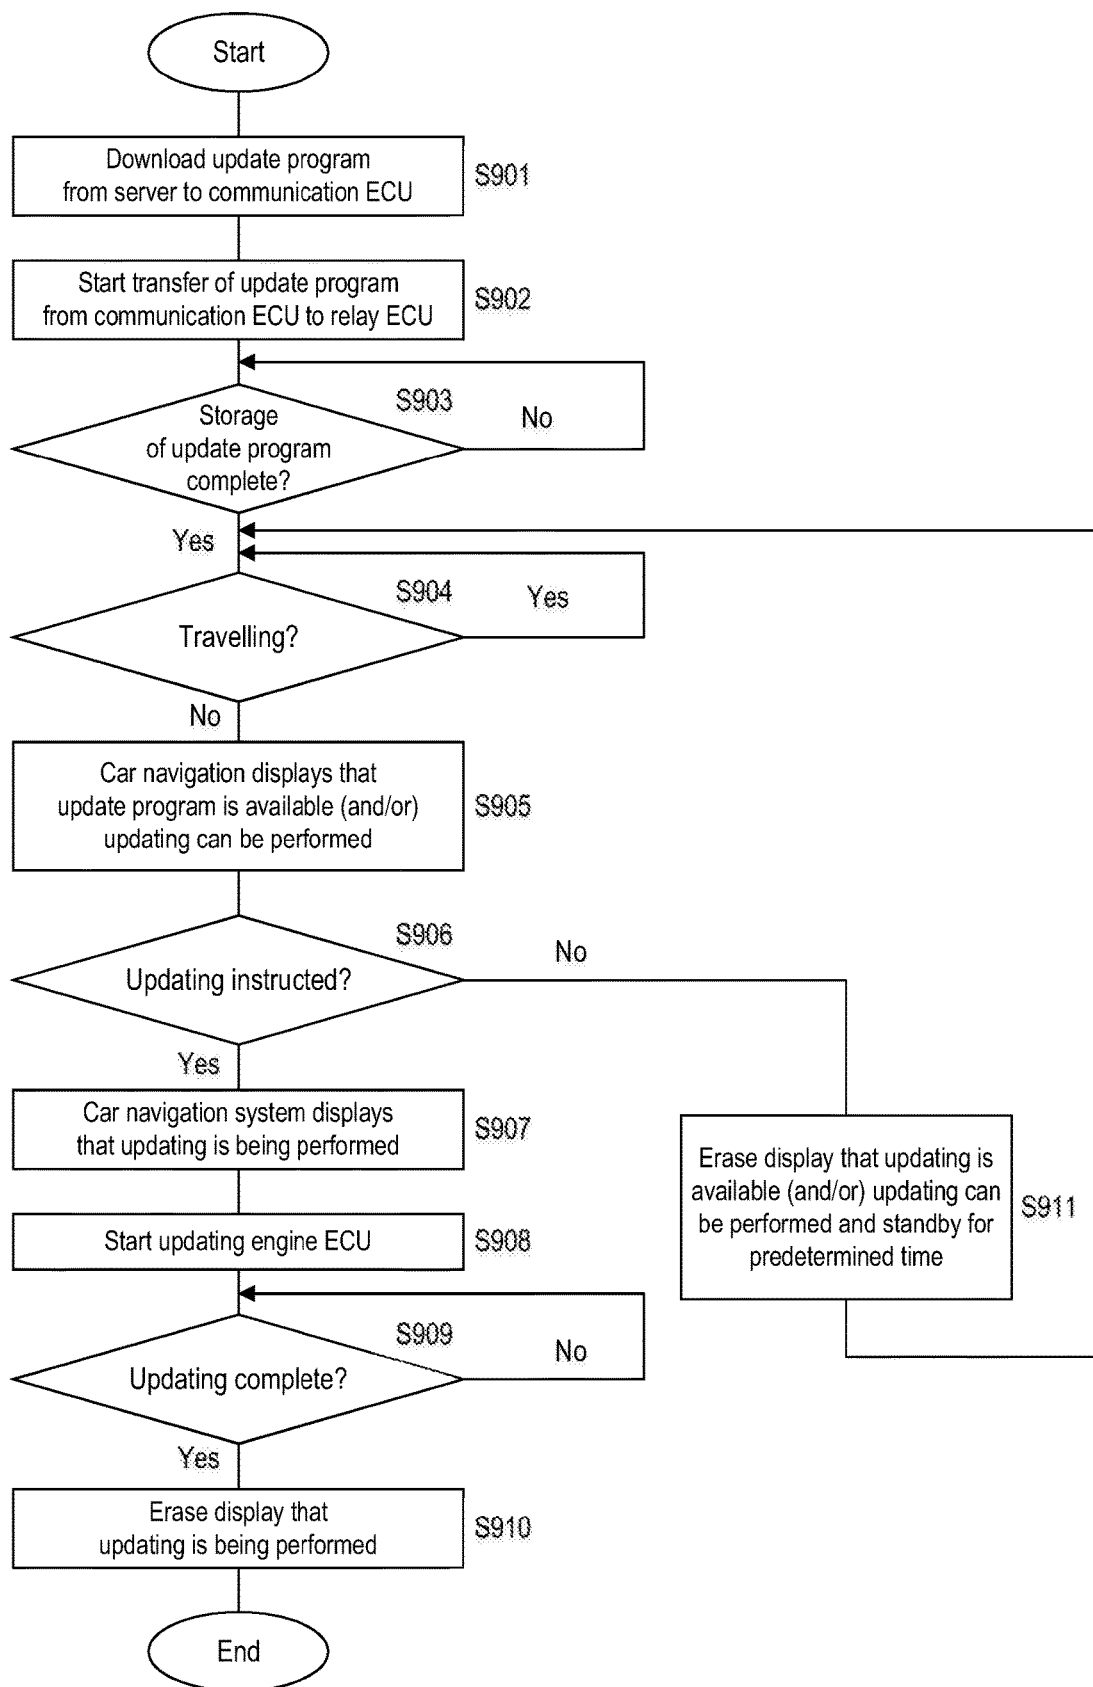 Start
Download update program
from server to communication ECU
S901
Start transfer of update program
from communication ECU to relay ECU
S902
S903
Storage
of update program
complete?
No
Yes
S904
Yes
Travelling?
No
Car navigation displays that
update program is available (and/or)
updating can be performed
S905
S906
No
Updating instructed?
Yes
Car navigation system displays
that updating is being performed
S907
Erase display that updating is
available (and/or) updating can
be performed and standby for
predetermined time
S911
Start updating engine ECU
S908
S909
No
Updating complete?
Yes
Erase display that
updating is being performed
S910
End